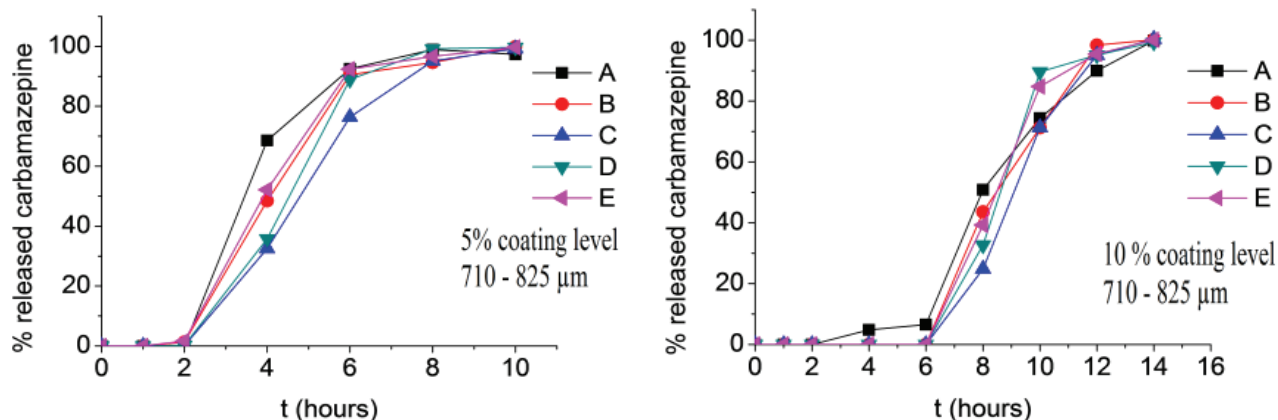 % released carbamazepine
100
80
60
40
20
0
0 2 4 6 8 10
t (hours)
A
B
C
D
E
5% coating level
710 - 825 µm
% released carbamazepine
100
80
60
40
20
0
0 2 4 6 8 10 12 14 16
t (hours)
A
B
C
D
E
10 % coating level
710 - 825 µm